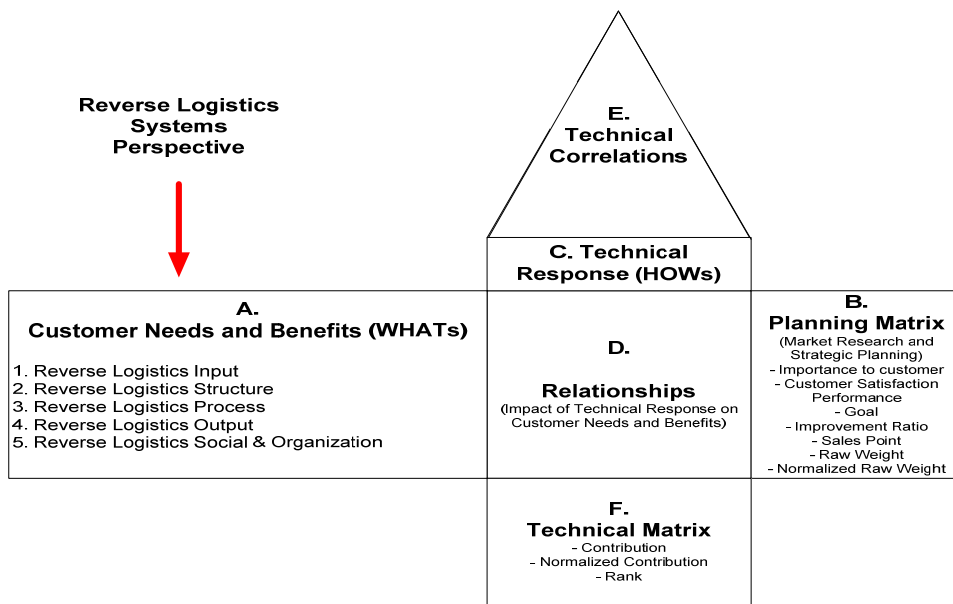 Reverse Logistics
Systems
Perspective
E.
Technical
Correlations
C. Technical
Response (HOWs)
A.
Customer Needs and Benefits (WHATs)
1. Reverse Logistics Input
2. Reverse Logistics Structure
3. Reverse Logistics Process
4. Reverse Logistics Output
5. Reverse Logistics Social & Organization
D.
Relationships
(Impact of Technical Response on
Customer Needs and Benefits)
B.
Planning Matrix
(Market Research and
Strategic Planning)
- Importance to customer
- Customer Satisfaction
Performance
- Goal
- Improvement Ratio
- Sales Point
- Raw Weight
- Normalized Raw Weight
F.
Technical Matrix
- Contribution
- Normalized Contribution
- Rank